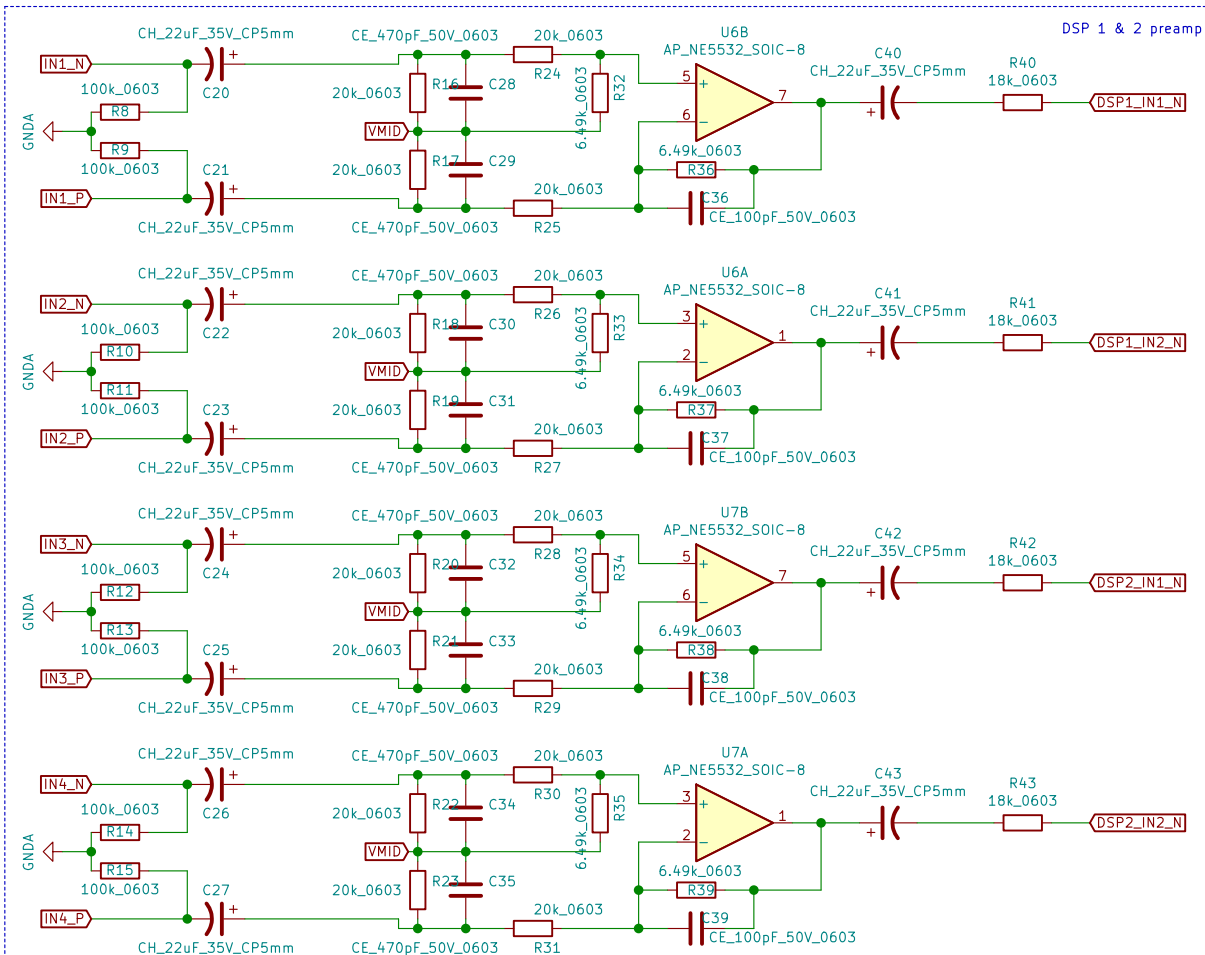 DSP 1 & 2 preamp
CH_22uF_35V_CP5mm
CE_470pF_50V_0603
20k_0603
U6B
AP_NE5532_SOIC-8
C40
CH_22uF_35V_CP5mm
R40
18k_0603
IN1_N
+
C20
100k_0603
R8
R24
R16
20k_0603
C28
6.49k_0603
R32
5
+
7
6
−
+
DSP1_IN1_N
GNDA
VMID
R9
100k_0603
C21
+
R17
20k_0603
C29
6.49k_0603
R36
IN1_P
CH_22uF_35V_CP5mm
CE_470pF_50V_0603
20k_0603
R25
C36
CE_100pF_50V_0603
CH_22uF_35V_CP5mm
CE_470pF_50V_0603
20k_0603
U6A
AP_NE5532_SOIC-8
C41
CH_22uF_35V_CP5mm
R41
18k_0603
IN2_N
+
C22
100k_0603
R10
R26
R18
20k_0603
C30
6.49k_0603
R33
3
+
1
2
−
+
DSP1_IN2_N
GNDA
VMID
R11
100k_0603
C23
+
R19
20k_0603
C31
6.49k_0603
R37
IN2_P
CH_22uF_35V_CP5mm
CE_470pF_50V_0603
20k_0603
R27
C37
CE_100pF_50V_0603
CH_22uF_35V_CP5mm
CE_470pF_50V_0603
20k_0603
U7B
AP_NE5532_SOIC-8
C42
CH_22uF_35V_CP5mm
R42
18k_0603
IN3_N
+
C24
100k_0603
R12
R28
R20
20k_0603
C32
6.49k_0603
R34
5
+
7
6
−
+
DSP2_IN1_N
GNDA
VMID
R13
100k_0603
C25
+
R21
20k_0603
C33
6.49k_0603
R38
IN3_P
CH_22uF_35V_CP5mm
CE_470pF_50V_0603
20k_0603
R29
C38
CE_100pF_50V_0603
CH_22uF_35V_CP5mm
CE_470pF_50V_0603
20k_0603
U7A
AP_NE5532_SOIC-8
C43
CH_22uF_35V_CP5mm
R43
18k_0603
IN4_N
+
C26
100k_0603
R14
R30
R22
20k_0603
C34
6.49k_0603
R35
3
+
1
2
−
+
DSP2_IN2_N
GNDA
VMID
R15
100k_0603
C27
+
R23
20k_0603
C35
6.49k_0603
R39
IN4_P
CH_22uF_35V_CP5mm
CE_470pF_50V_0603
20k_0603
R31
C39
CE_100pF_50V_0603